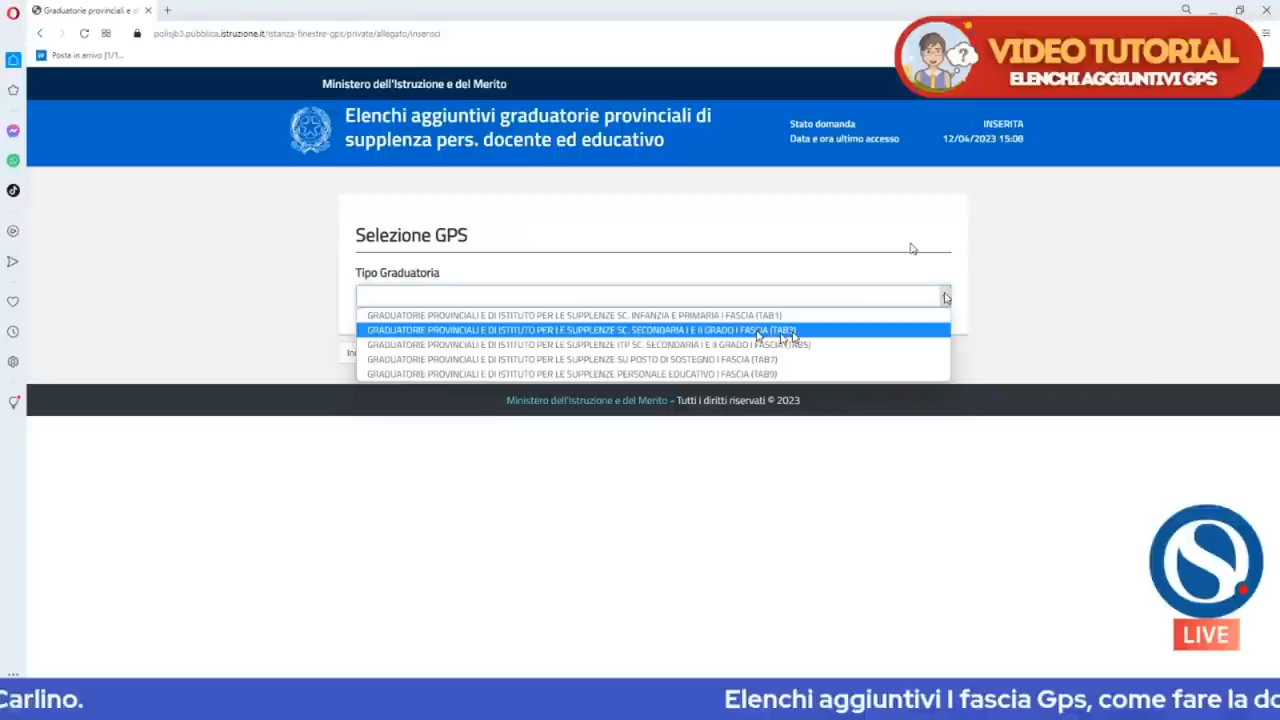 Graduatorie provinciali e d
polisjb3.pubblica.istruzione.it/istanza-finestre-gps/private/allegato/inserisci
Posta in arrivo [1/1...
VIDEO TUTORIAL
ELENCHI AGGIUNTIVI GPS
Ministero dell'Istruzione e del Merito
Elenchi aggiuntivi graduatorie provinciali di
supplenza pers. docente ed educativo
Stato domanda INSERITA
Data e ora ultimo accesso 12/04/2023 15:08
Selezione GPS
Tipo Graduatoria
GRADUATORIE PROVINCIALI E DI ISTITUTO PER LE SUPPLENZE SC. INFANZIA E PRIMARIA I FASCIA (TAB1)
GRADUATORIE PROVINCIALI E DI ISTITUTO PER LE SUPPLENZE SC. SECONDARIA I E II GRADO I FASCIA (TAB3)
GRADUATORIE PROVINCIALI E DI ISTITUTO PER LE SUPPLENZE ITP SC. SECONDARIA I E II GRADO I FASCIA (TAB5)
GRADUATORIE PROVINCIALI E DI ISTITUTO PER LE SUPPLENZE SU POSTO DI SOSTEGNO I FASCIA (TAB7)
GRADUATORIE PROVINCIALI E DI ISTITUTO PER LE SUPPLENZE PERSONALE EDUCATIVO I FASCIA (TAB9)
In
Ministero dell'Istruzione e del Merito - Tutti i diritti riservati © 2023
S
LIVE
Carlino. Elenchi aggiuntivi I fascia Gps, come fare la do